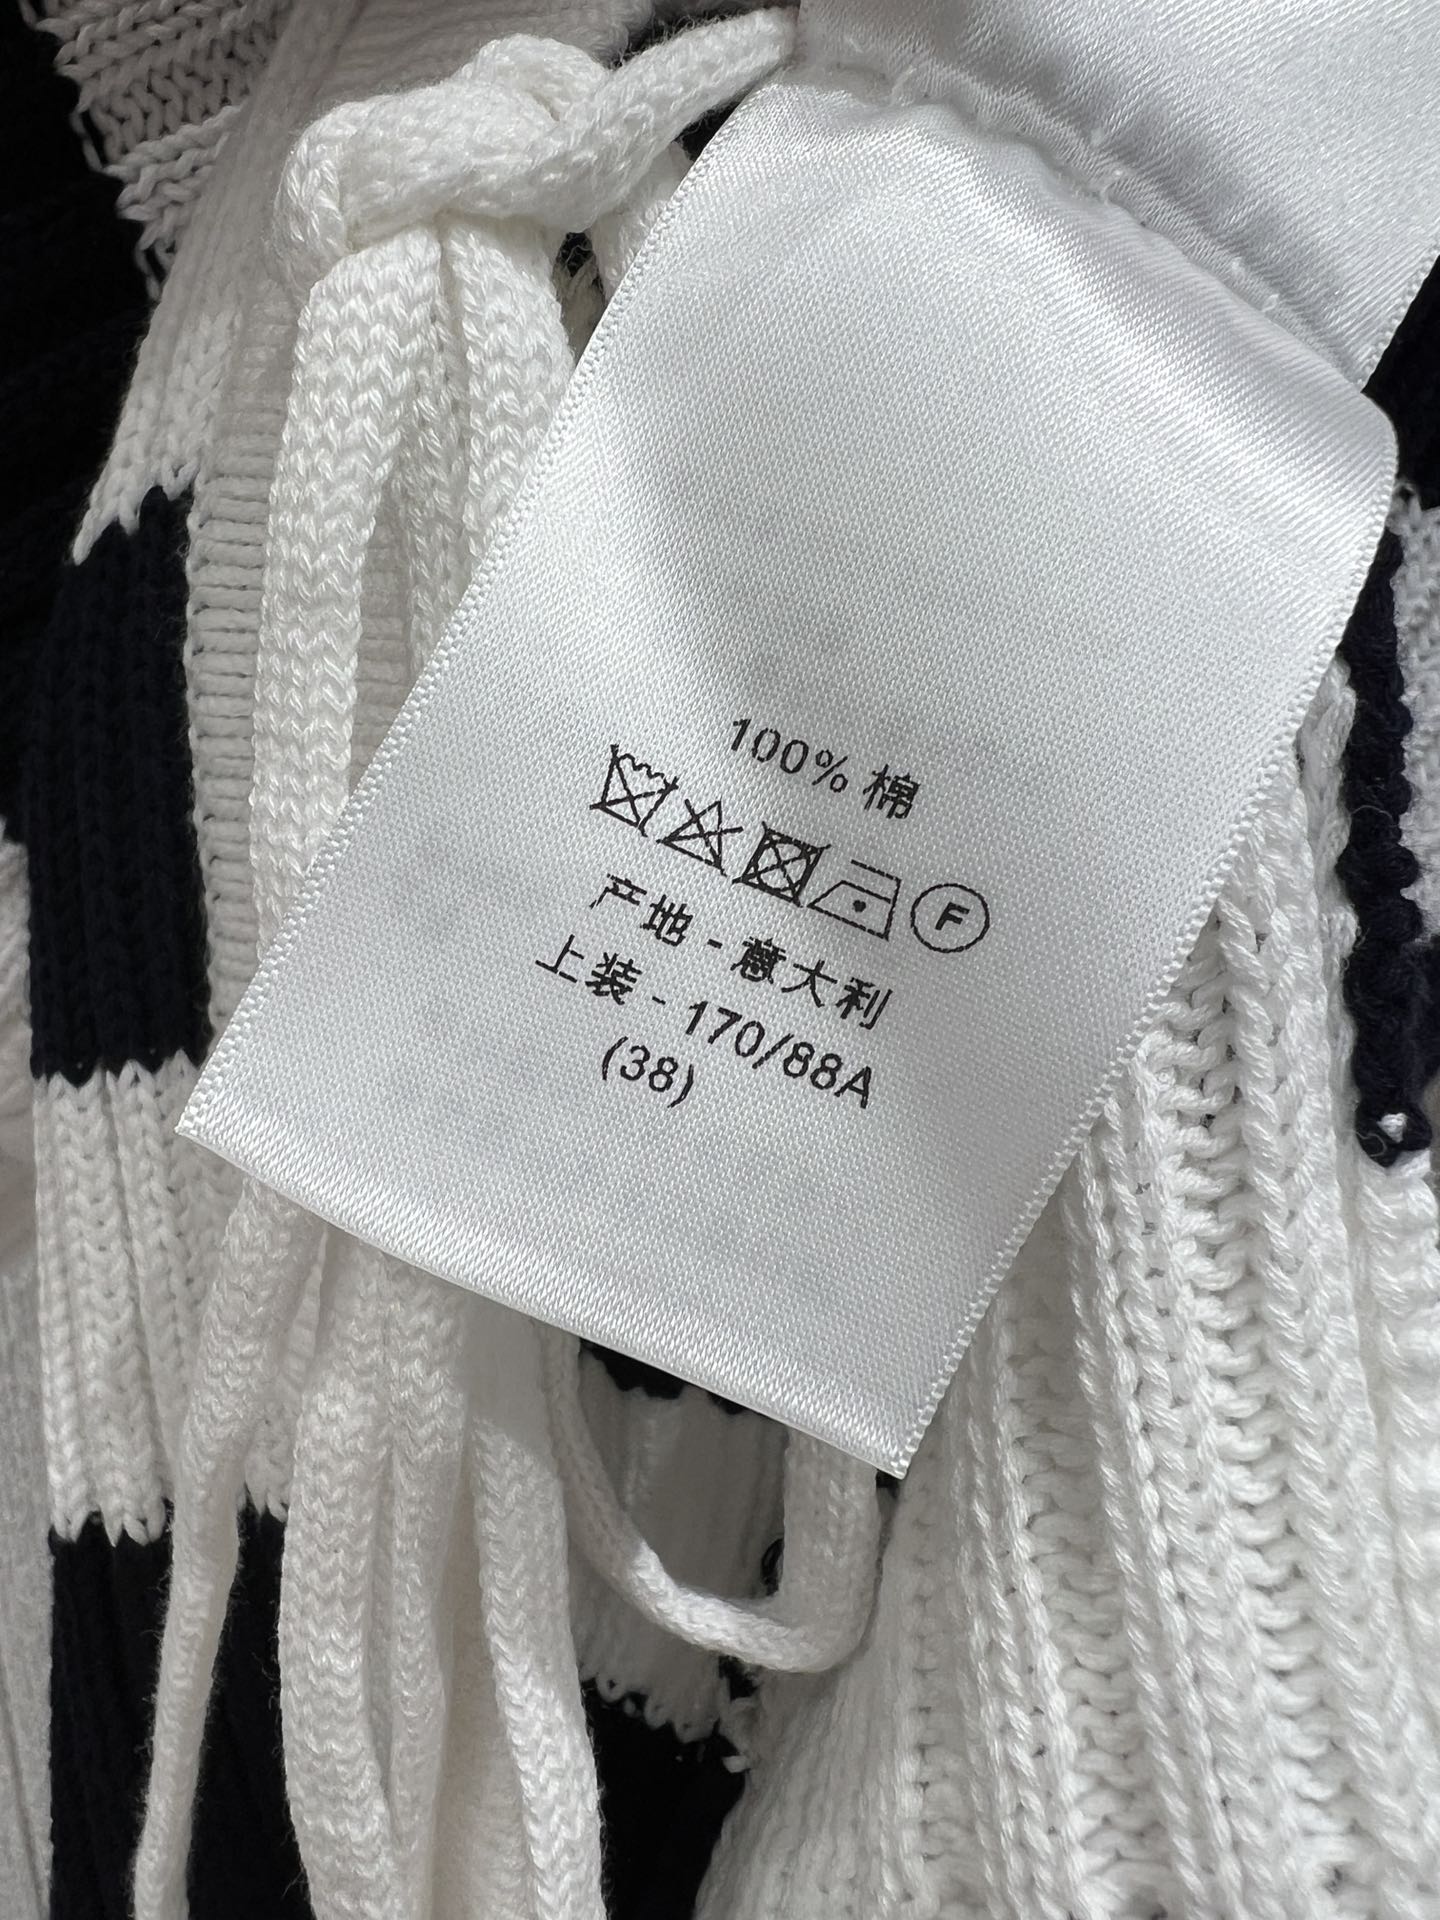 100% 棉
F
产地 - 意大利
上装 - 170/88A
(38)